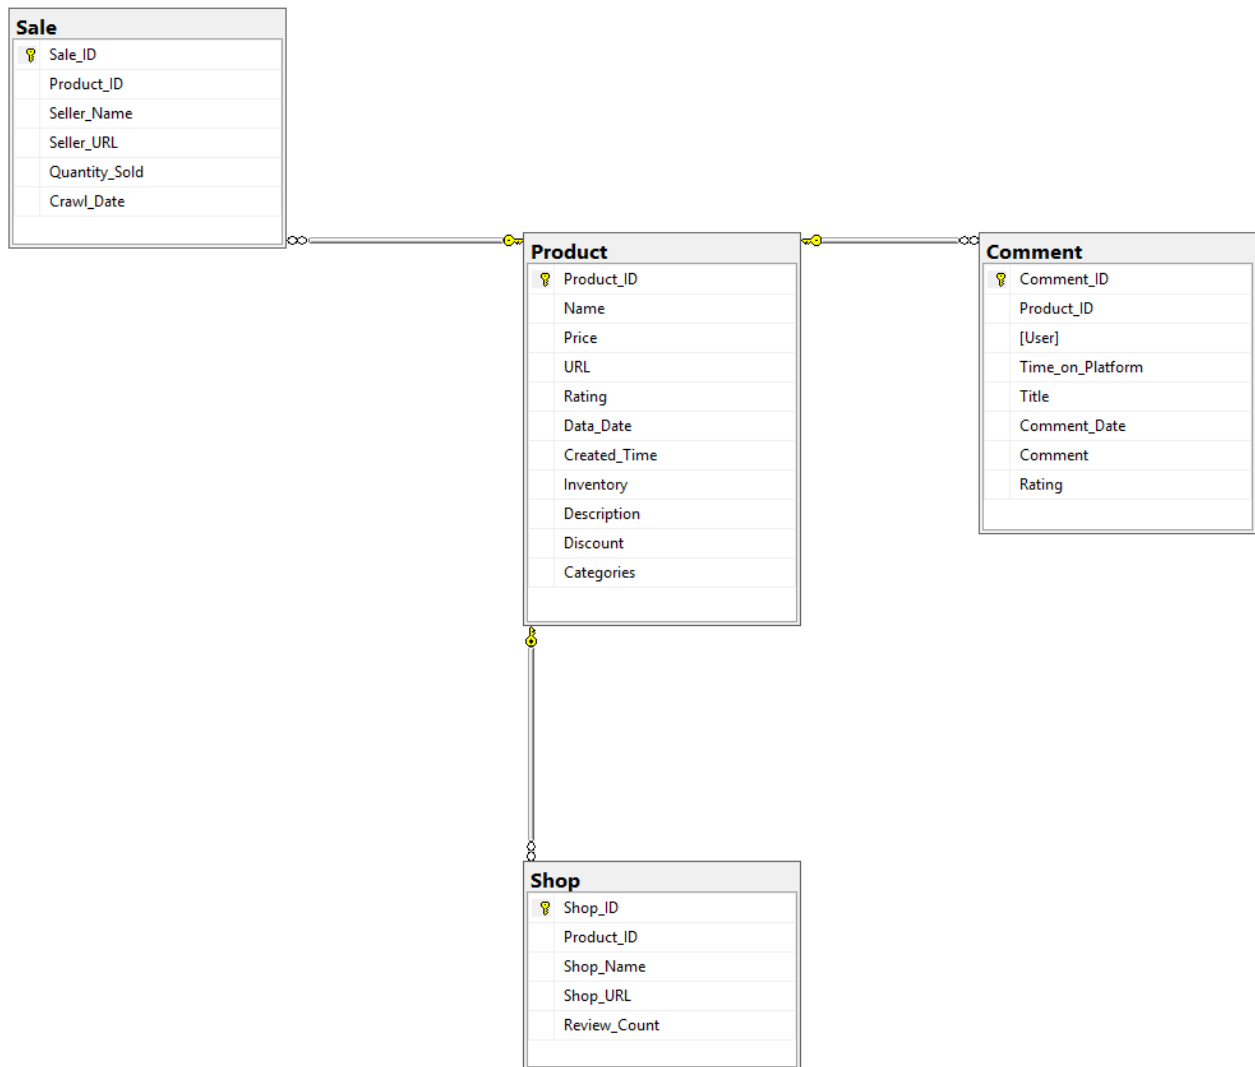 Sale
Sale_ID
Product_ID
Seller_Name
Seller_URL
Quantity_Sold
Crawl_Date
Product
Product_ID
Name
Price
URL
Rating
Data_Date
Created_Time
Inventory
Description
Discount
Categories
Comment
Comment_ID
Product_ID
[User]
Time_on_Platform
Title
Comment_Date
Comment
Rating
Shop
Shop_ID
Product_ID
Shop_Name
Shop_URL
Review_Count